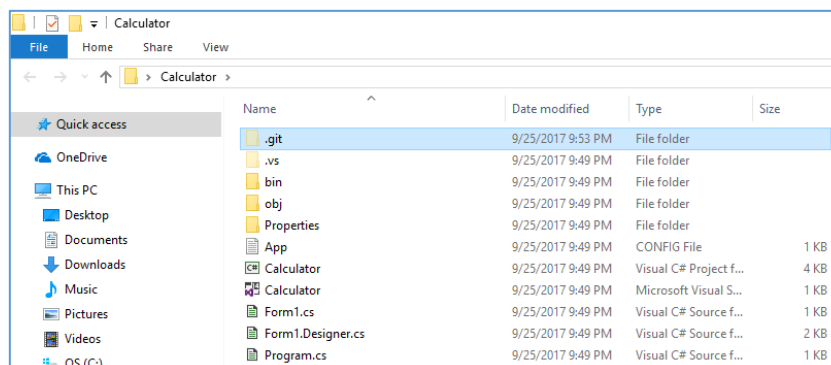 Calculator
File Home Share View
Calculator
Name Date modified Type Size
Quick access
OneDrive
This PC
Desktop
Documents
Downloads
Music
Pictures
Videos
OS (C:)
.git 9/25/2017 9:53 PM File folder
.vs 9/25/2017 9:49 PM File folder
bin 9/25/2017 9:49 PM File folder
obj 9/25/2017 9:49 PM File folder
Properties 9/25/2017 9:49 PM File folder
App 9/25/2017 9:49 PM CONFIG File 1 KB
C# Calculator 9/25/2017 9:49 PM Visual C# Project f... 4 KB
Calculator 9/25/2017 9:49 PM Microsoft Visual S... 1 KB
Form1.cs 9/25/2017 9:49 PM Visual C# Source f... 1 KB
Form1.Designer.cs 9/25/2017 9:49 PM Visual C# Source f... 2 KB
Program.cs 9/25/2017 9:49 PM Visual C# Source f... 1 KB